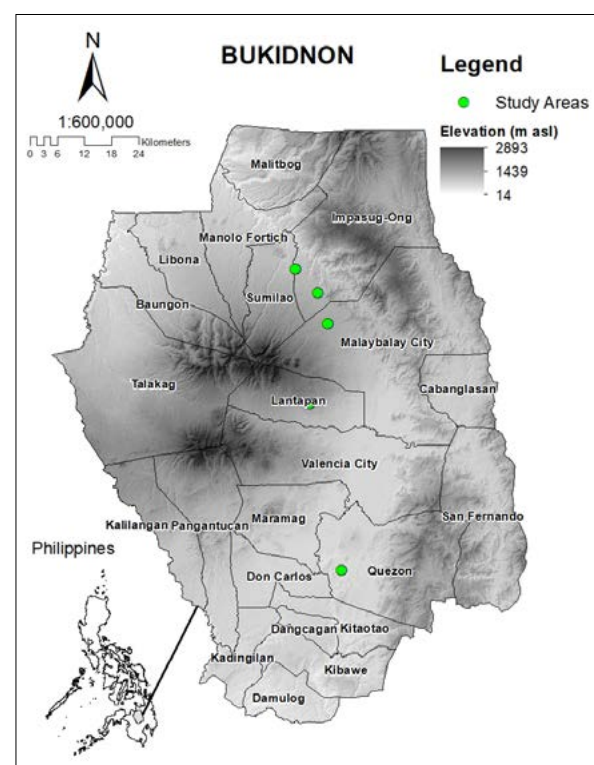 N
BUKIDNON
Legend
Study Areas
1:600,000
Kilometers
0 3 6 12 18 24
Elevation (m asl)
2893
1439
14
Malitbog
Impasug-Ong
Manolo Fortich
Libona
Sumilao
Baungon
Malaybalay City
Talakag
Cabanglasan
Lantapan
Valencia City
San Fernando
Maramag
Kalilangan Pangantucan
Philippines
Don Carlos
Quezon
Dangcagan Kitaotao
Kadingilan
Kibawe
Damulog